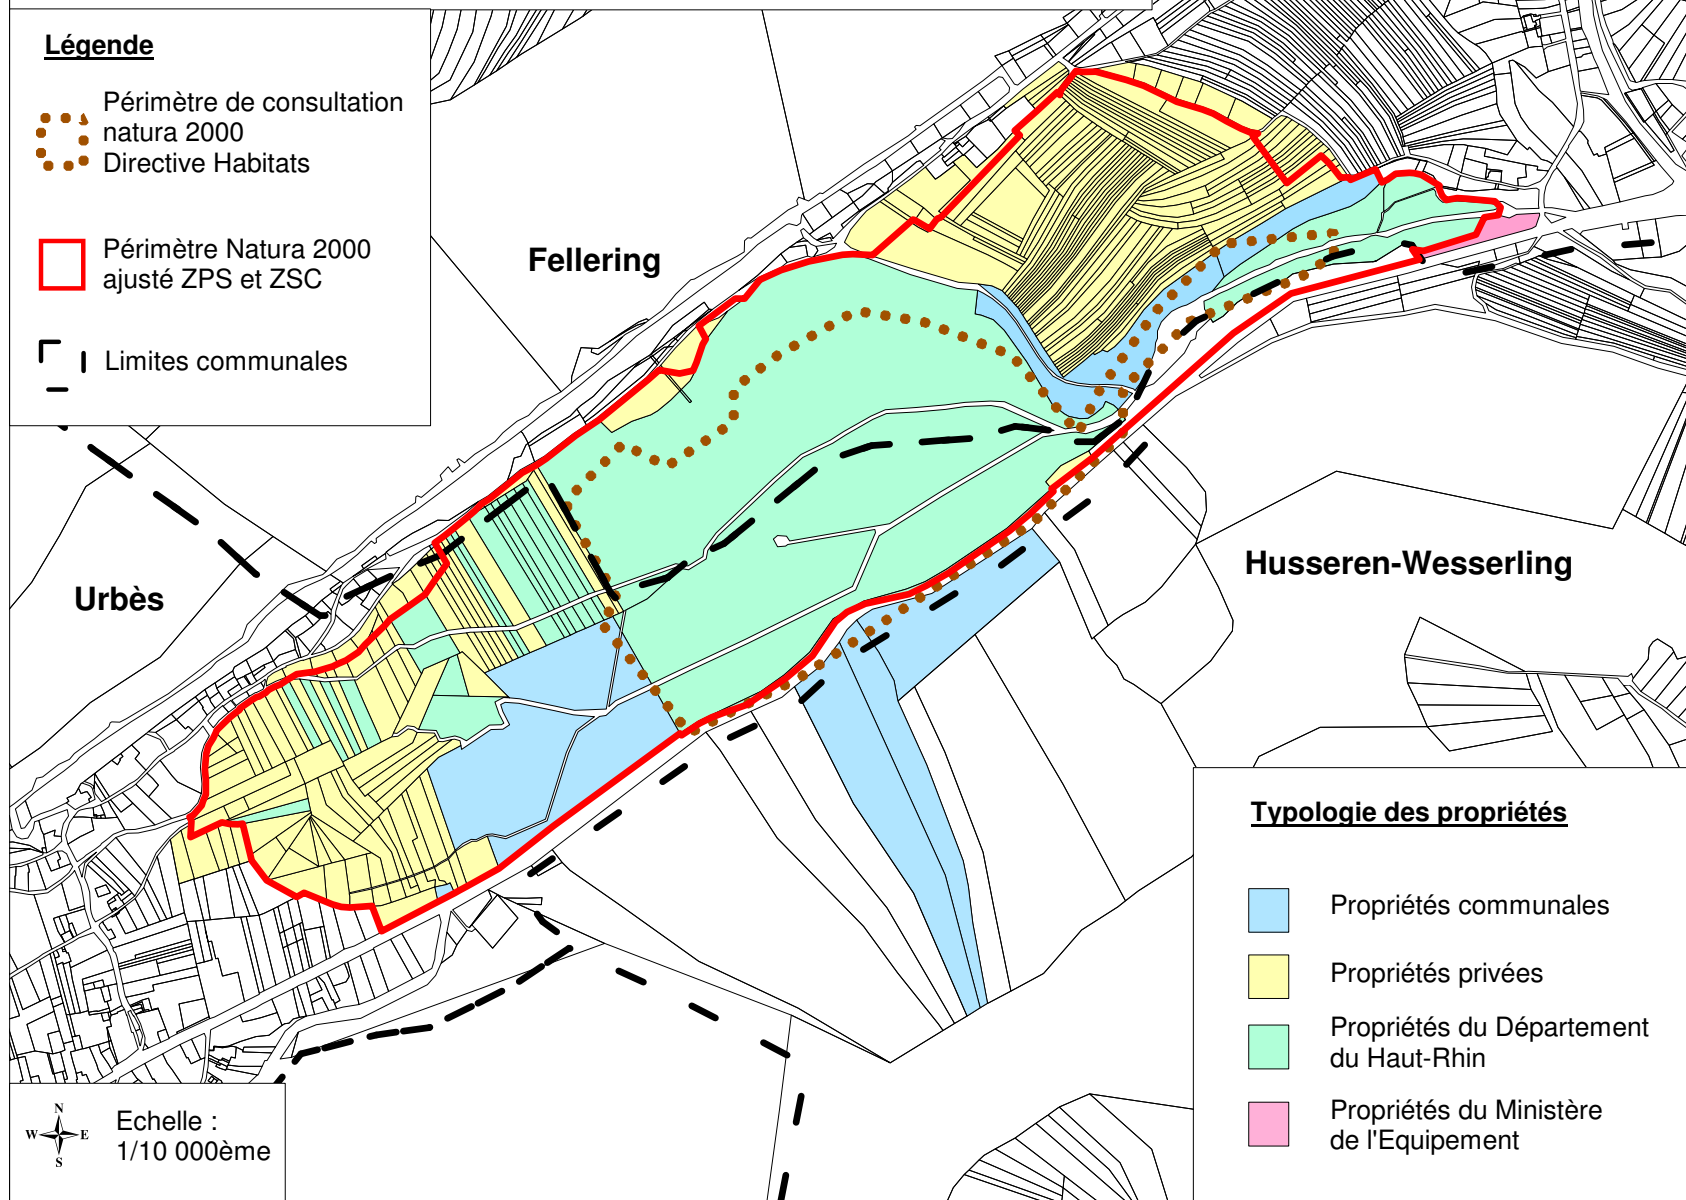 Légende
Périmètre de consultation
natura 2000
Directive Habitats
Périmètre Natura 2000
ajusté ZPS et ZSC
Limites communales
Fellering
Urbès
Husseren-Wesserling
Typologie des propriétés
Propriétés communales
Propriétés privées
Propriétés du Département
du Haut-Rhin
Propriétés du Ministère
de l'Equipement
N
W E
S
Echelle :
1/10 000ème